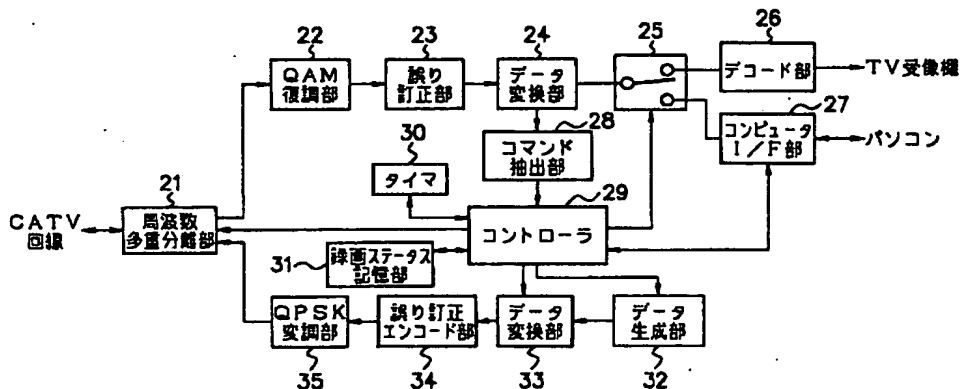 22
23
24
25
26
QAM
復調部
誤り
訂正部
データ
変換部
デコード部
TV受像機
27
コンピュータ
I/F部
パソコン
28
コマンド
抽出部
30
タイマ
29
コントローラ
21
CATV
回線
周波数
多重分離部
31
録画ステータス
記憶部
QPSK
変調部
誤り訂正
エンコード部
データ
変換部
データ
生成部
35
34
33
32